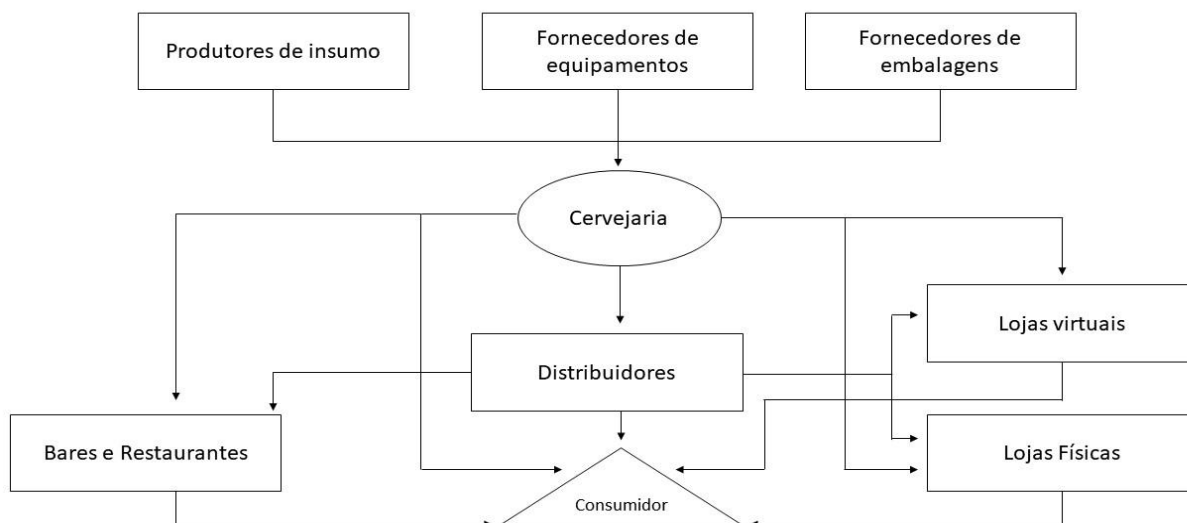 Produtores de insumo
Fornecedores de
equipamentos
Fornecedores de
embalagens
Cervejaria
Lojas virtuais
Distribuidores
Bares e Restaurantes
Lojas Físicas
Consumidor